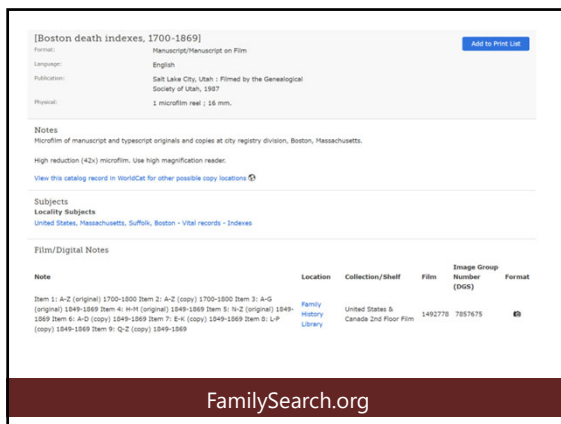 [Boston death indexes, 1700-1869]
Add to Print List
Format: Manuscript/Manuscript on Film
Language: English
Publication: Salt Lake City, Utah : Filmed by the Genealogical
Society of Utah, 1987
Physical: 1 microfilm reel ; 16 mm.
Notes
Microfilm of manuscript and typescript originals and copies at city registry division, Boston, Massachusetts.
High reduction (42x) microfilm. Use high magnification reader.
View this catalog record in WorldCat for other possible copy locations
Subjects
Locality Subjects
United States, Massachusetts, Suffolk, Boston - Vital records - Indexes
Film/Digital Notes
Note Location Collection/Shelf Film Image Group Number (DGS) Format
Item 1: A-Z (original) 1700-1800 Item 2: A-Z (copy) 1700-1800 Item 3: A-G
(original) 1849-1869 Item 4: H-M (original) 1849-1869 Item 5: N-Z (original) 1849-
1869 Item 6: A-D (copy) 1849-1869 Item 7: E-K (copy) 1849-1869 Item 8: L-P
(copy) 1849-1869 Item 9: Q-Z (copy) 1849-1869
Family
History
Library
United States &
Canada 2nd Floor Film
1492778 7857675
FamilySearch.org